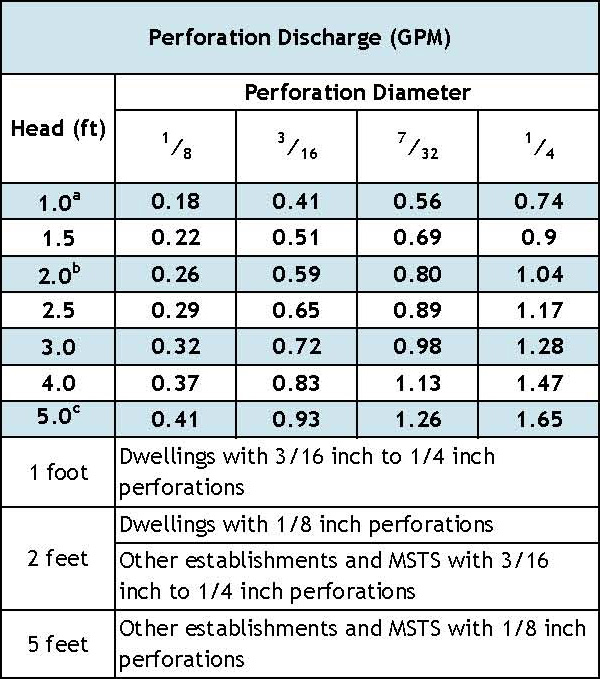 Perforation Discharge (GPM)
Head (ft)
Perforation Diameter
1/8 3/16 7/32 1/4
1.0a 0.18 0.41 0.56 0.74
1.5 0.22 0.51 0.69 0.9
2.0b 0.26 0.59 0.80 1.04
2.5 0.29 0.65 0.89 1.17
3.0 0.32 0.72 0.98 1.28
4.0 0.37 0.83 1.13 1.47
5.0c 0.41 0.93 1.26 1.65
1 foot
Dwellings with 3/16 inch to 1/4 inch
perforations
2 feet
Dwellings with 1/8 inch perforations
Other establishments and MSTS with 3/16
inch to 1/4 inch perforations
5 feet
Other establishments and MSTS with 1/8 inch
perforations